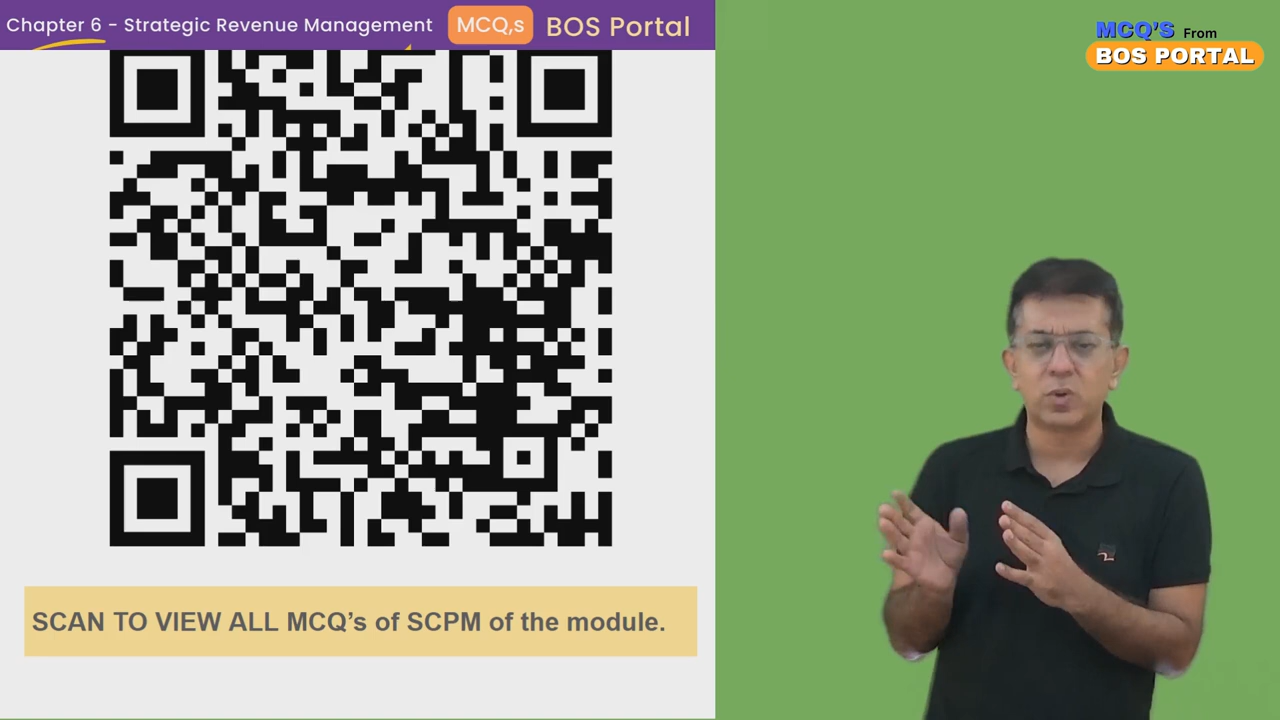 Chapter 6 - Strategic Revenue Management MCQ,s BOS Portal
MCQ'S From
BOS PORTAL
SCAN TO VIEW ALL MCQ's of SCPM of the module.